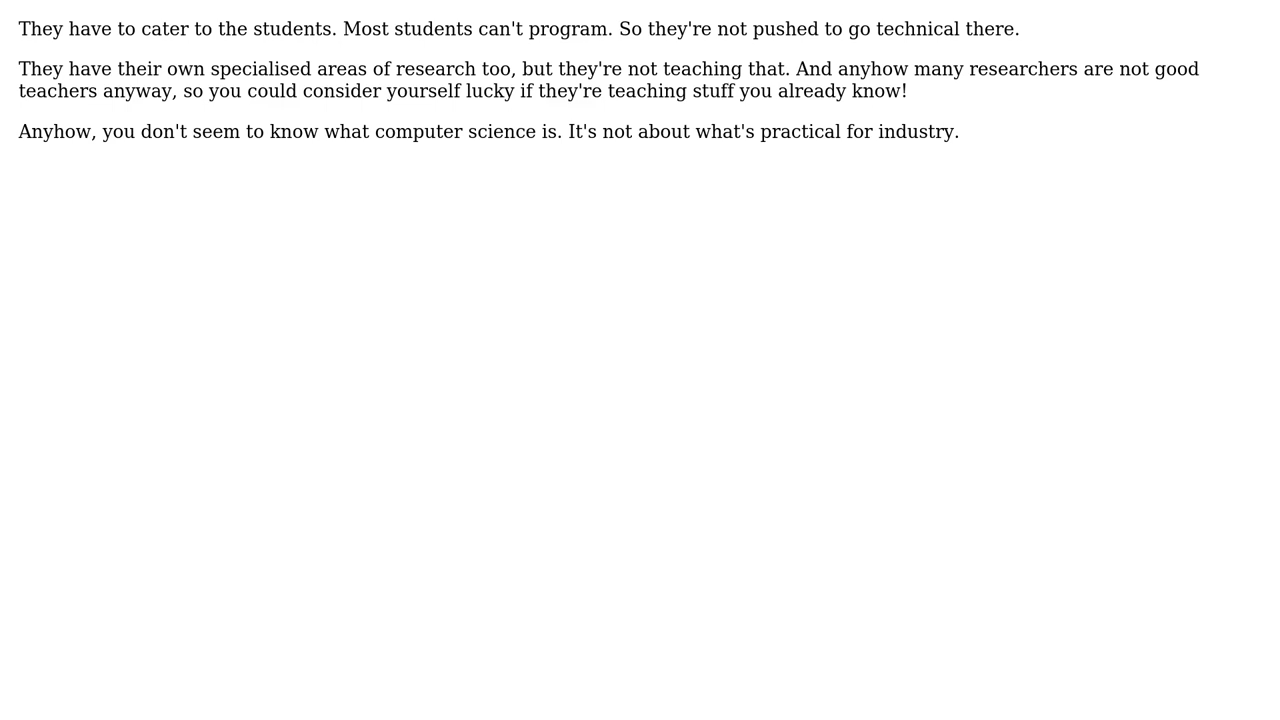 They have to cater to the students. Most students can't program. So they're not pushed to go technical there.
They have their own specialised areas of research too, but they're not teaching that. And anyhow many researchers are not good
teachers anyway, so you could consider yourself lucky if they're teaching stuff you already know!
Anyhow, you don't seem to know what computer science is. It's not about what's practical for industry.